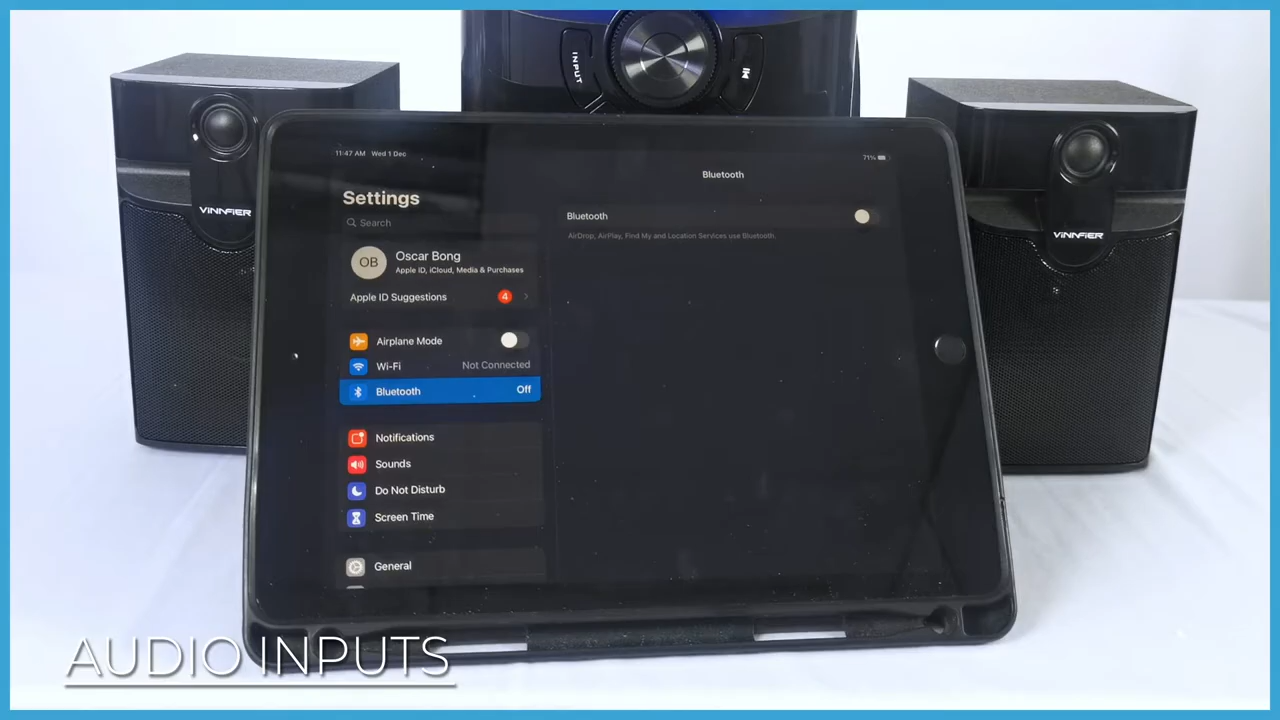 INPUT
VINNFIER
VINNFIER
11:47 AM Wed 1 Dec
71%
Settings
Bluetooth
Search
Bluetooth
AirDrop, AirPlay, Find My and Location Services use Bluetooth.
OB
Oscar Bong
Apple ID, iCloud, Media & Purchases
Apple ID Suggestions 4
Airplane Mode
Wi-Fi Not Connected
Bluetooth Off
Notifications
Sounds
Do Not Disturb
Screen Time
General
AUDIO INPUTS